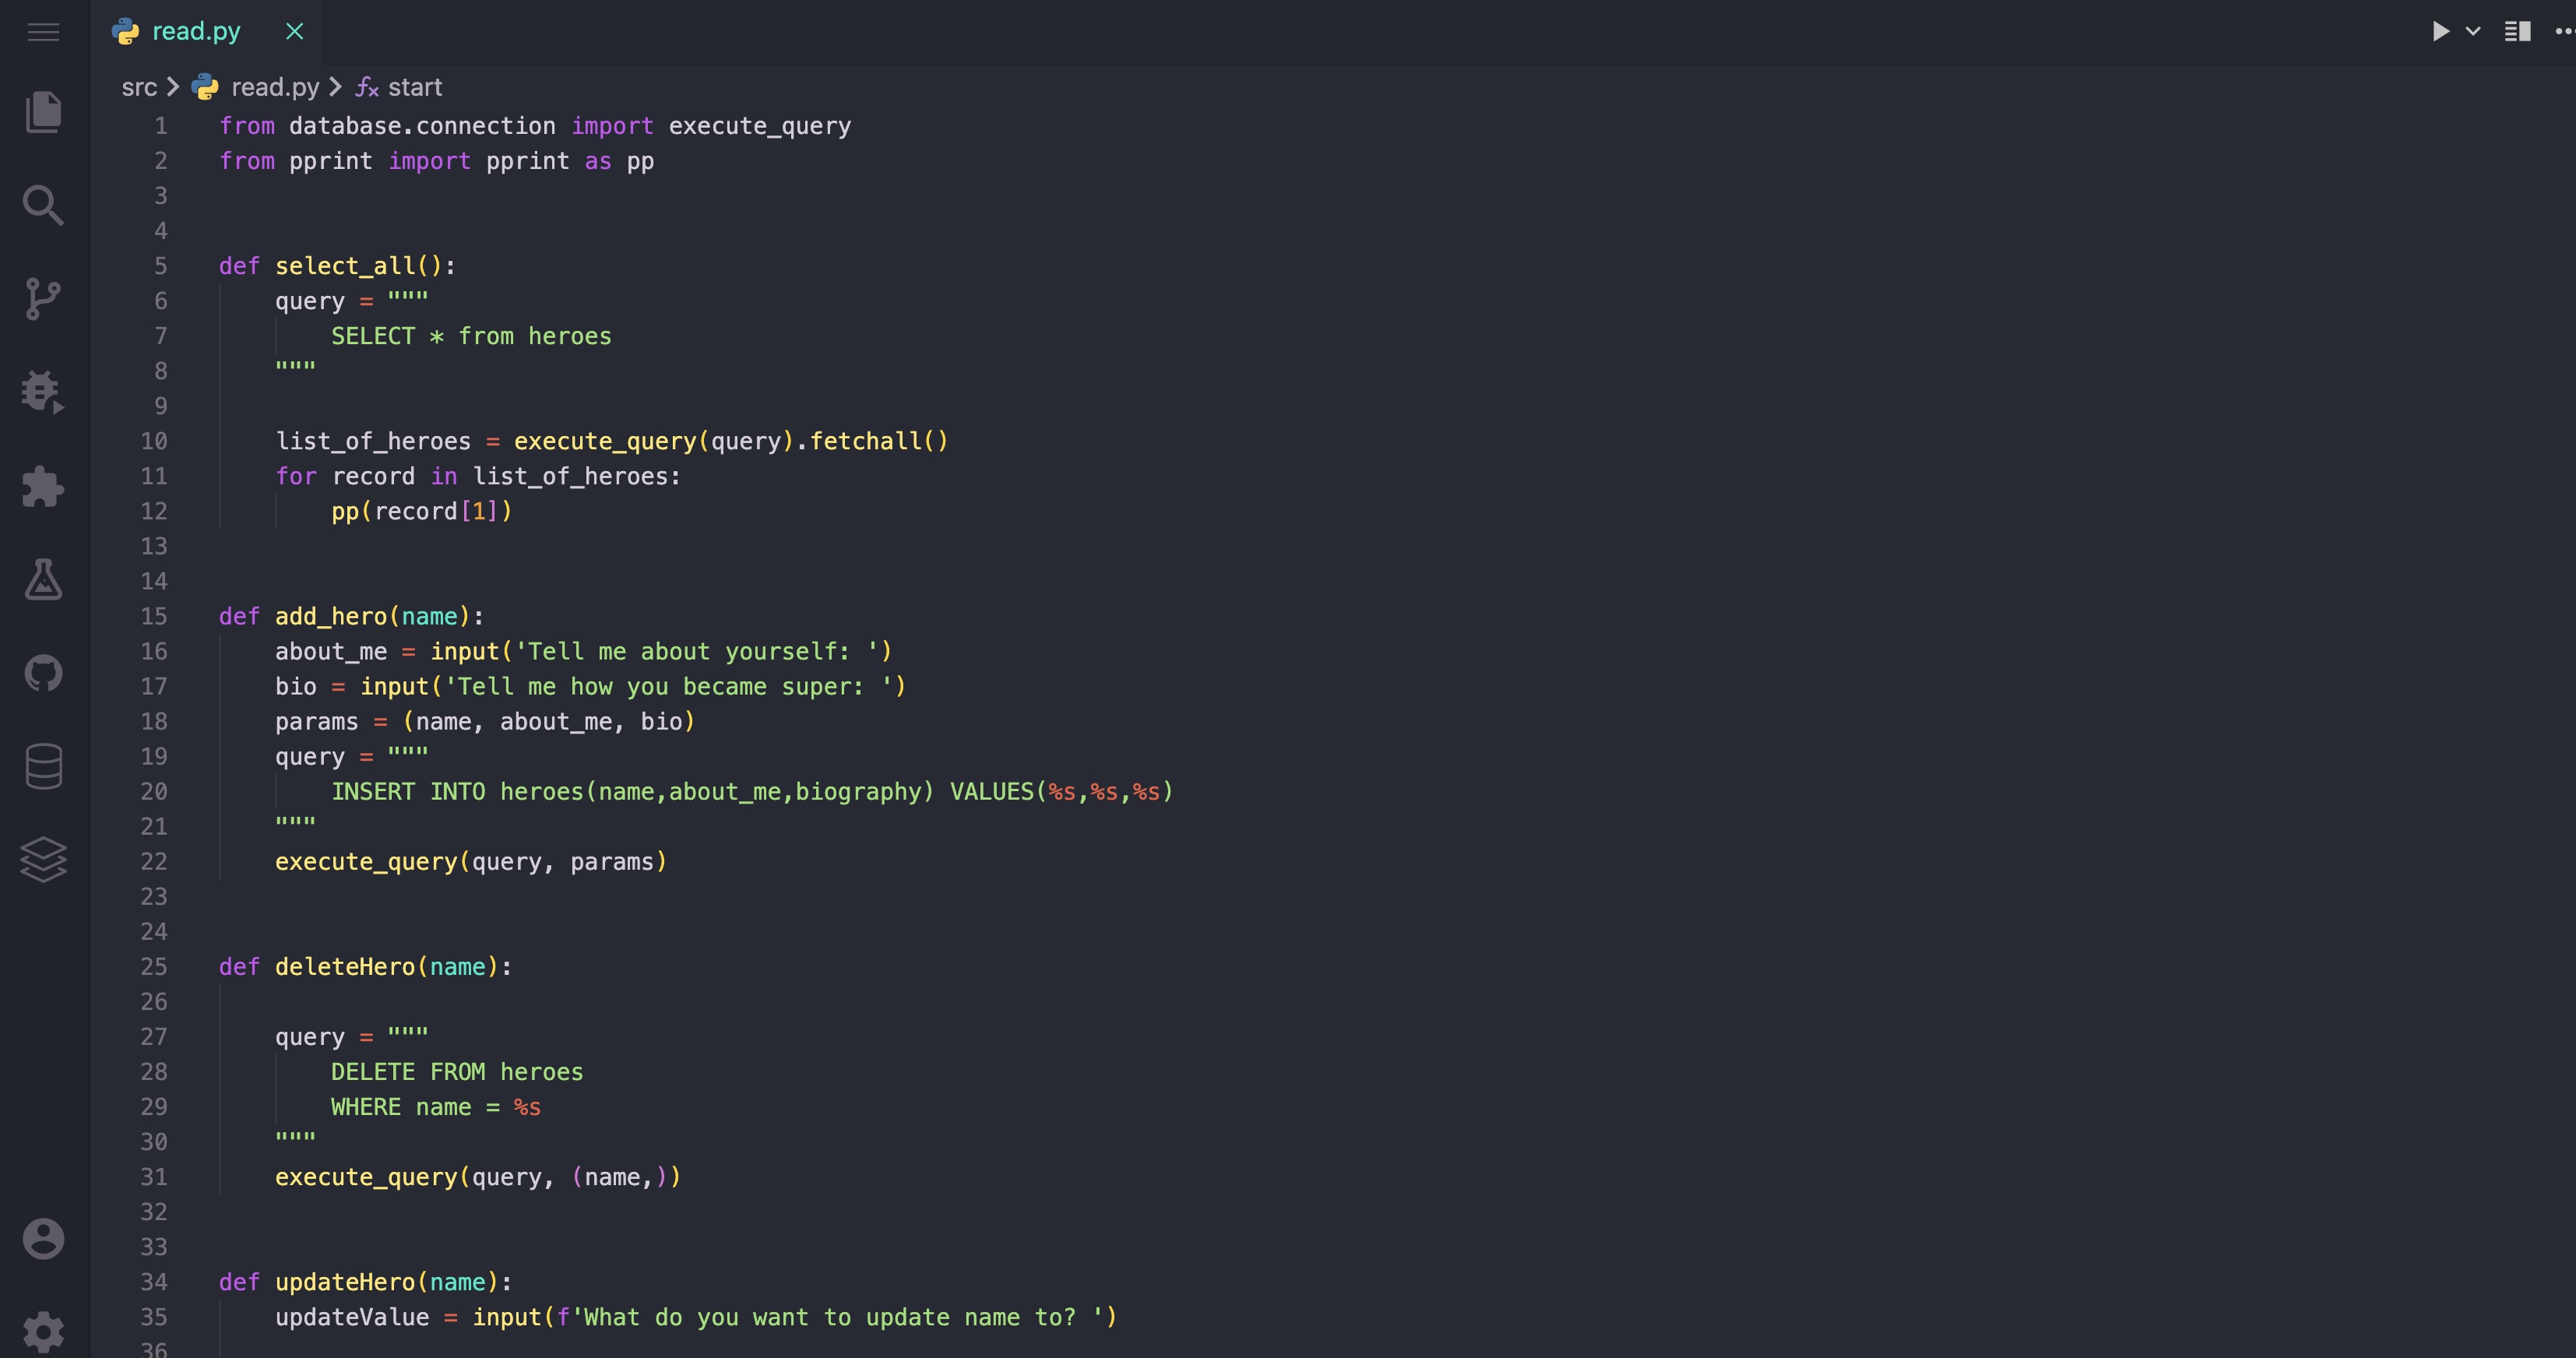 read.py
src > read.py > fx start
1 from database.connection import execute_query
2 from pprint import pprint as pp
3
4
5 def select_all():
6     query = """
7         SELECT * from heroes
8     """
9
10     list_of_heroes = execute_query(query).fetchall()
11     for record in list_of_heroes:
12         pp(record[1])
13
14
15 def add_hero(name):
16     about_me = input('Tell me about yourself: ')
17     bio = input('Tell me how you became super: ')
18     params = (name, about_me, bio)
19     query = """
20         INSERT INTO heroes(name,about_me,biography) VALUES(%s,%s,%s)
21     """
22     execute_query(query, params)
23
24
25 def deleteHero(name):
26
27     query = """
28         DELETE FROM heroes
29         WHERE name = %s
30     """
31     execute_query(query, (name,))
32
33
34 def updateHero(name):
35     updateValue = input(f'What do you want to update name to? ')
36